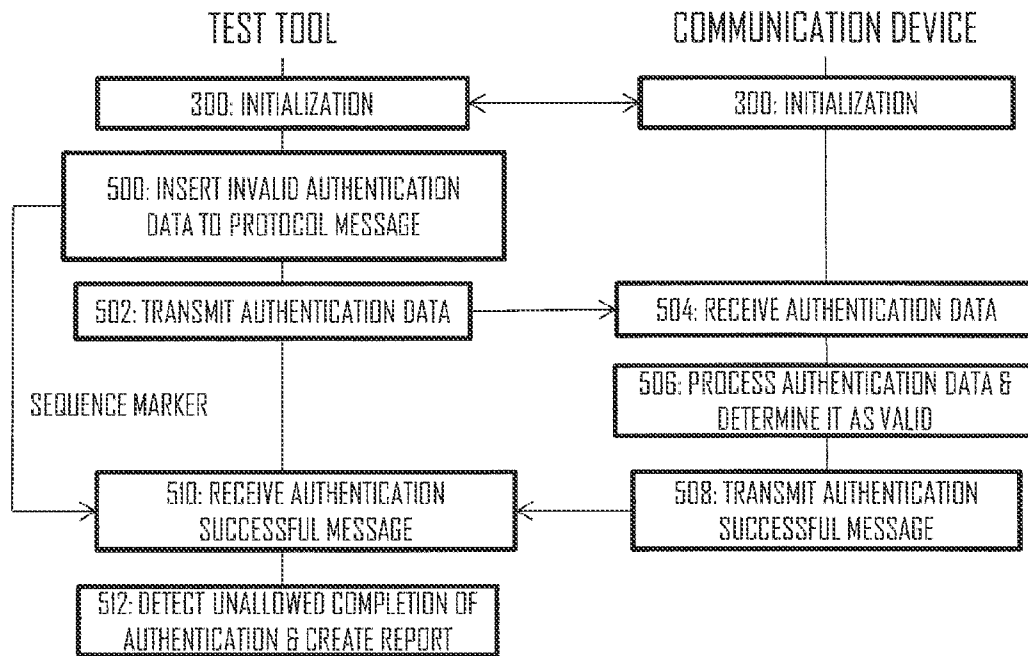 TEST TOOL
COMMUNICATION DEVICE
300: INITIALIZATION
300: INITIALIZATION
500: INSERT INVALID AUTHENTICATION
DATA TO PROTOCOL MESSAGE
502: TRANSMIT AUTHENTICATION DATA
504: RECEIVE AUTHENTICATION DATA
506: PROCESS AUTHENTICATION DATA &
DETERMINE IT AS VALID
SEQUENCE MARKER
510: RECEIVE AUTHENTICATION
SUCCESSFUL MESSAGE
508: TRANSMIT AUTHENTICATION
SUCCESSFUL MESSAGE
512: DETECT UNALLOWED COMPLETION OF
AUTHENTICATION & CREATE REPORT